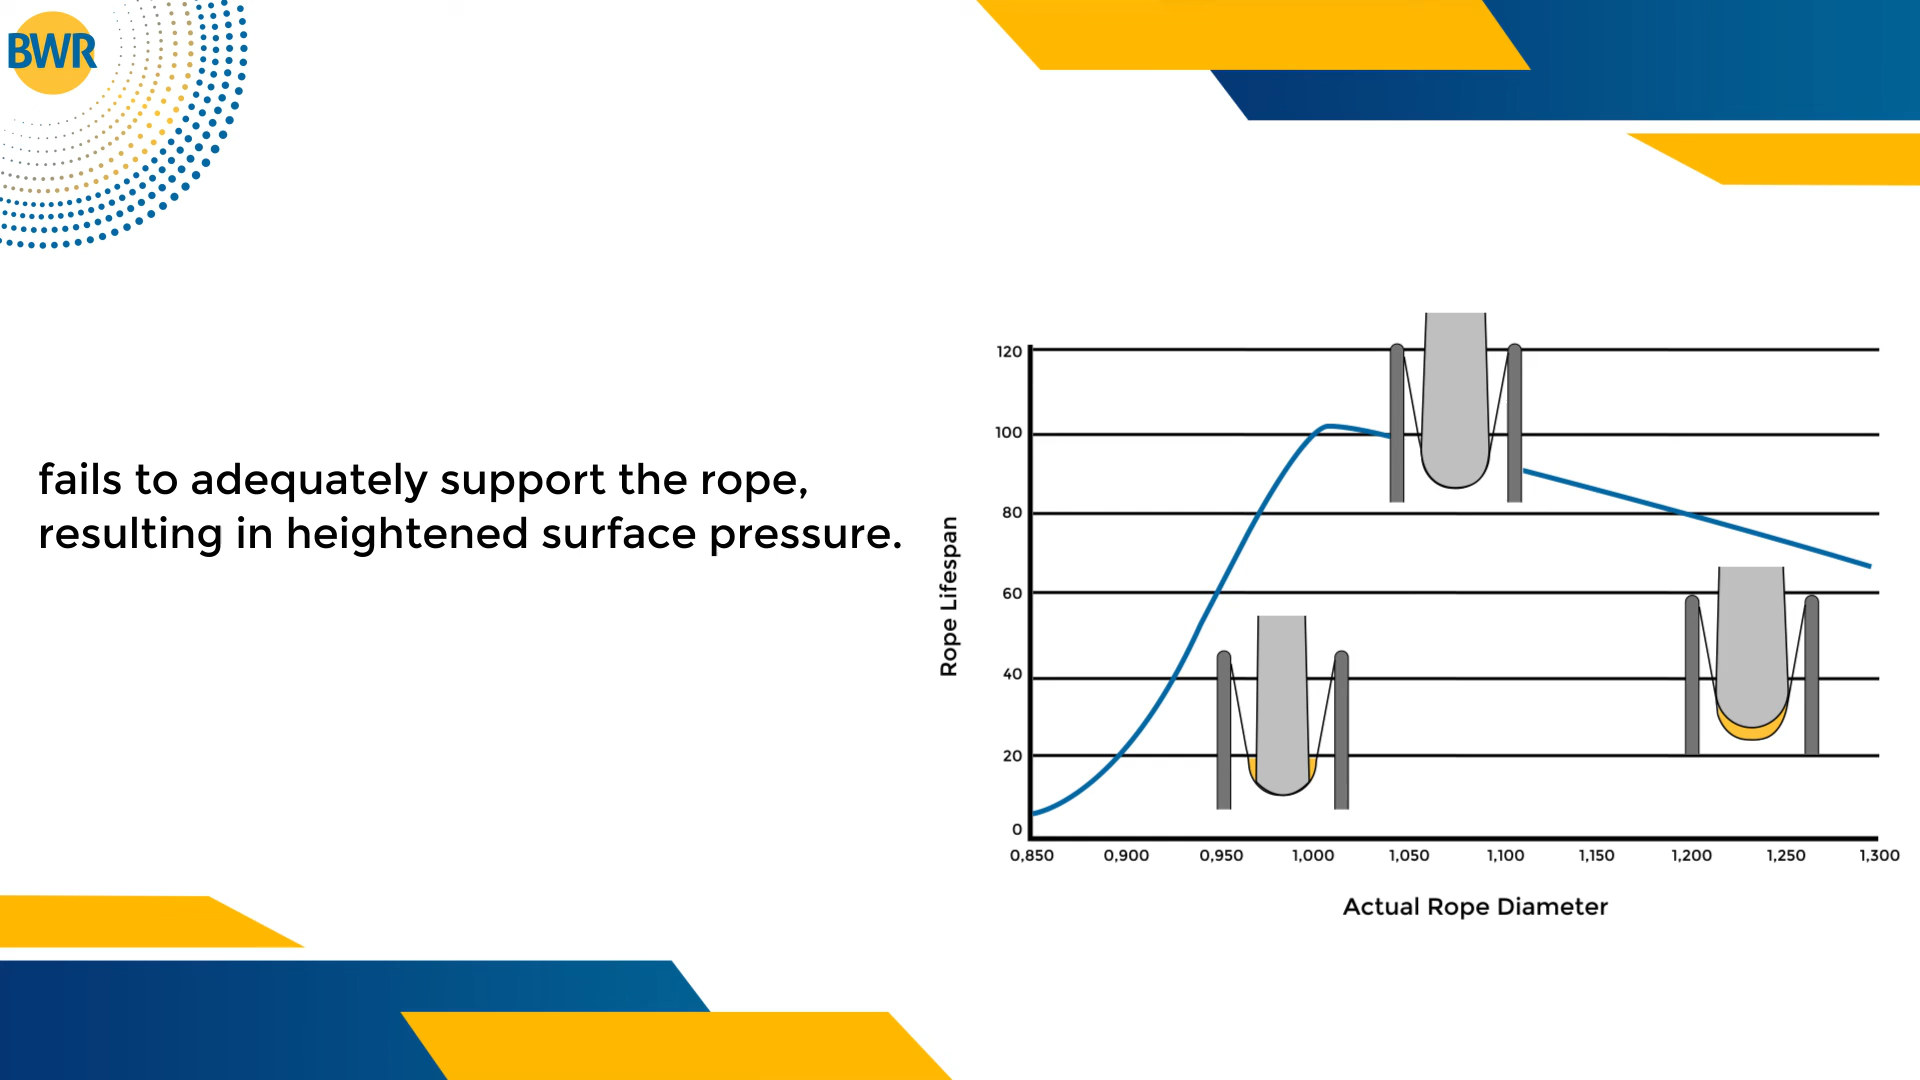 BWR
fails to adequately support the rope,
resulting in heightened surface pressure.
Rope Lifespan
120
100
80
60
40
20
0
0,850 0,900 0,950 1,000 1,050 1,100 1,150 1,200 1,250 1,300
Actual Rope Diameter